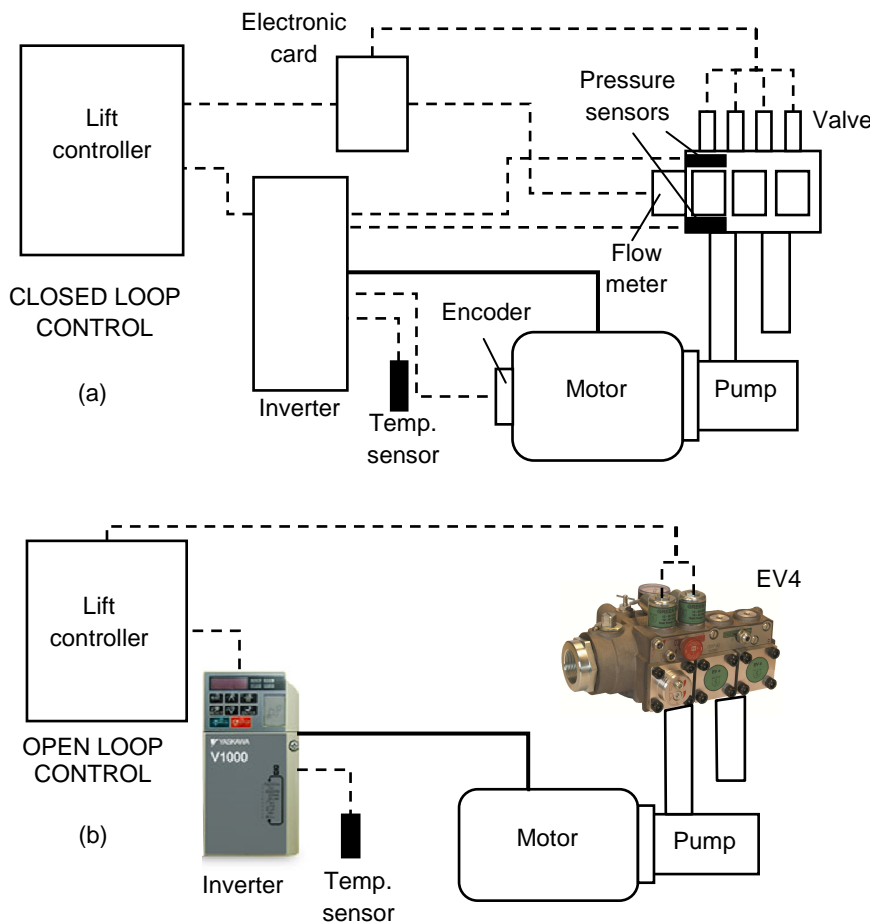 Electronic
card
Pressure
sensors
Valve
Lift
controller
Flow
meter
CLOSED LOOP
CONTROL
(a)
Encoder
Motor
Pump
Inverter
Temp.
sensor
EV4
Lift
controller
OPEN LOOP
CONTROL
YASKAWA
V1000
(b)
Motor
Pump
Inverter
Temp.
sensor